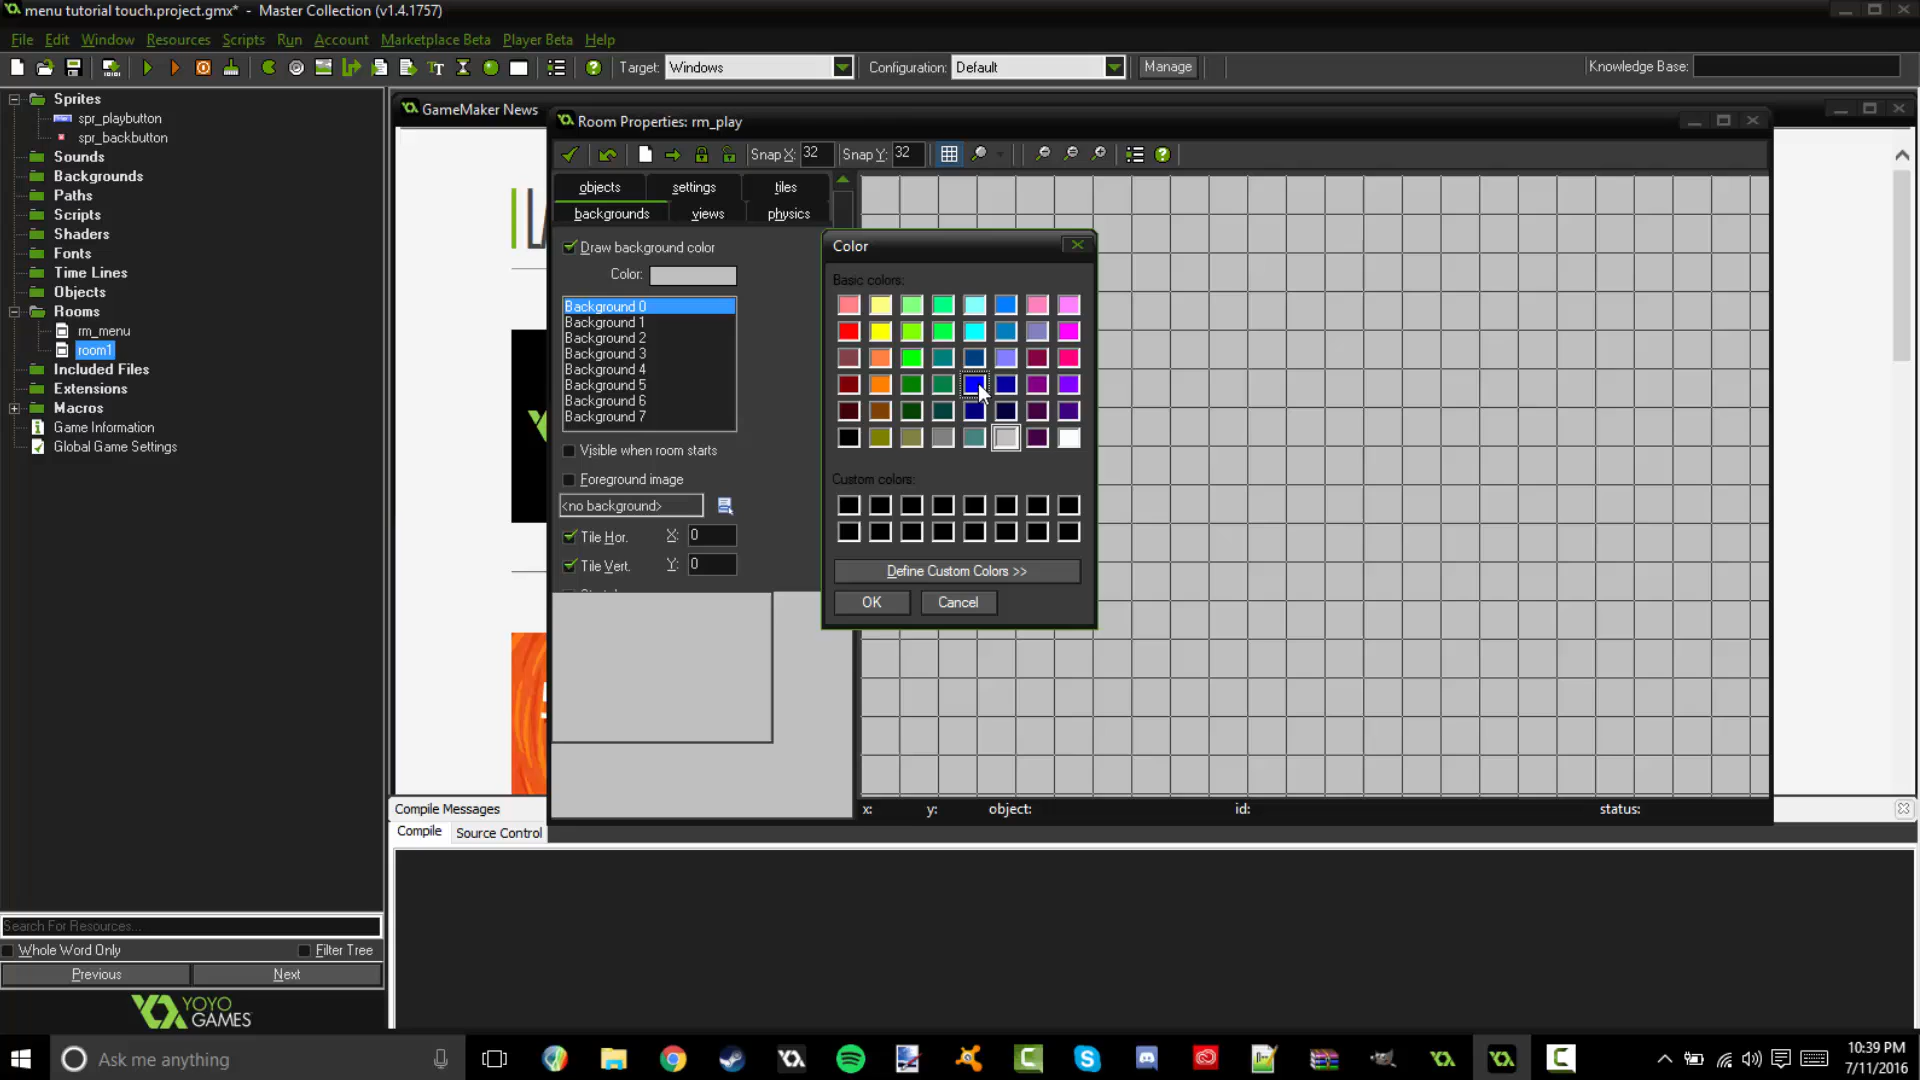 menu tutorial touch.project.gmx* - Master Collection (v1.4.1757)
File Edit Window Resources Scripts Run Account Marketplace Beta Player Beta Help
Target: Windows Configuration: Default Manage Knowledge Base:
Sprites
spr_playbutton
spr_backbutton
Sounds
Backgrounds
Paths
Scripts
Shaders
Fonts
Time Lines
Objects
Rooms
rm_menu
room1
Included Files
Extensions
Macros
Global Game Information
Game Information
Global Game Settings
GameMaker News
Room Properties: rm_play
Snap X: 32 Snap Y: 32
objects settings tiles
backgrounds views physics
Draw background color
Color:
Background 0
Background 1
Background 2
Background 3
Background 4
Background 5
Background 6
Background 7
Visible when room starts
Foreground image
<no background>
Tile Hor. X: 0
Tile Vert. Y: 0
Color
Basic colors:
Custom colors:
Define Custom Colors >>
OK Cancel
x: y: object: id: status:
Compile Messages
Compile Source Control
Search For Resources...
Whole Word Only Filter Tree
Previous Next
YOYO
GAMES
Ask me anything
10:39 PM
7/11/2016